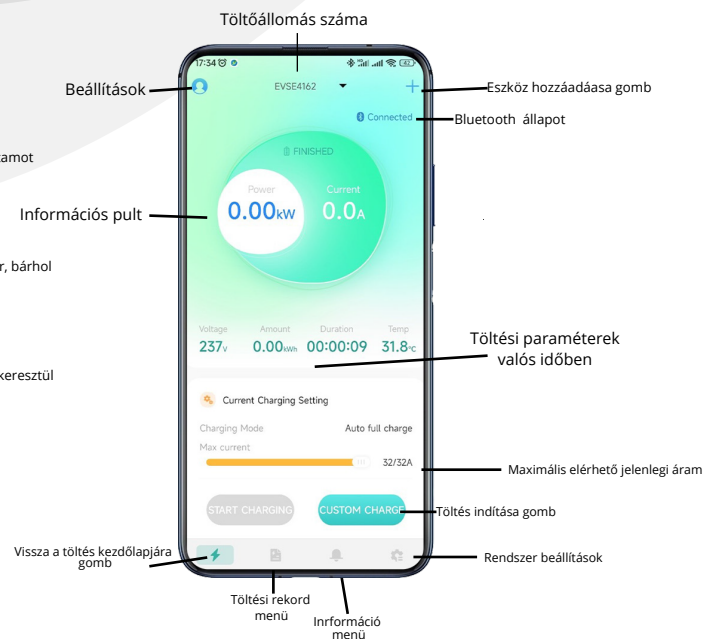 Töltőállomás száma
17:34
Beállítások
EVSE4162
Eszköz hozzáadáasa gomb
Connected
Bluetooth állapot
FINISHED
tamot
Power
Current
0.00kW
0.0A
Információs pult
r, bárhol
Voltage
Amount
Duration
Temp
237v
0.00kWh
00:00:09
31.8°C
Töltési paraméterek
valós időben
keresztül
Current Charging Setting
Charging Mode
Auto full charge
Max current
32/32A
Maximális elérhető jelenlegi áram
START CHARGING
CUSTOM CHARGE
Töltés indítása gomb
Vissza a töltés kezdőlapjára
gomb
Rendszer beállítások
Töltési rekord
menü
Inrformáció
menü